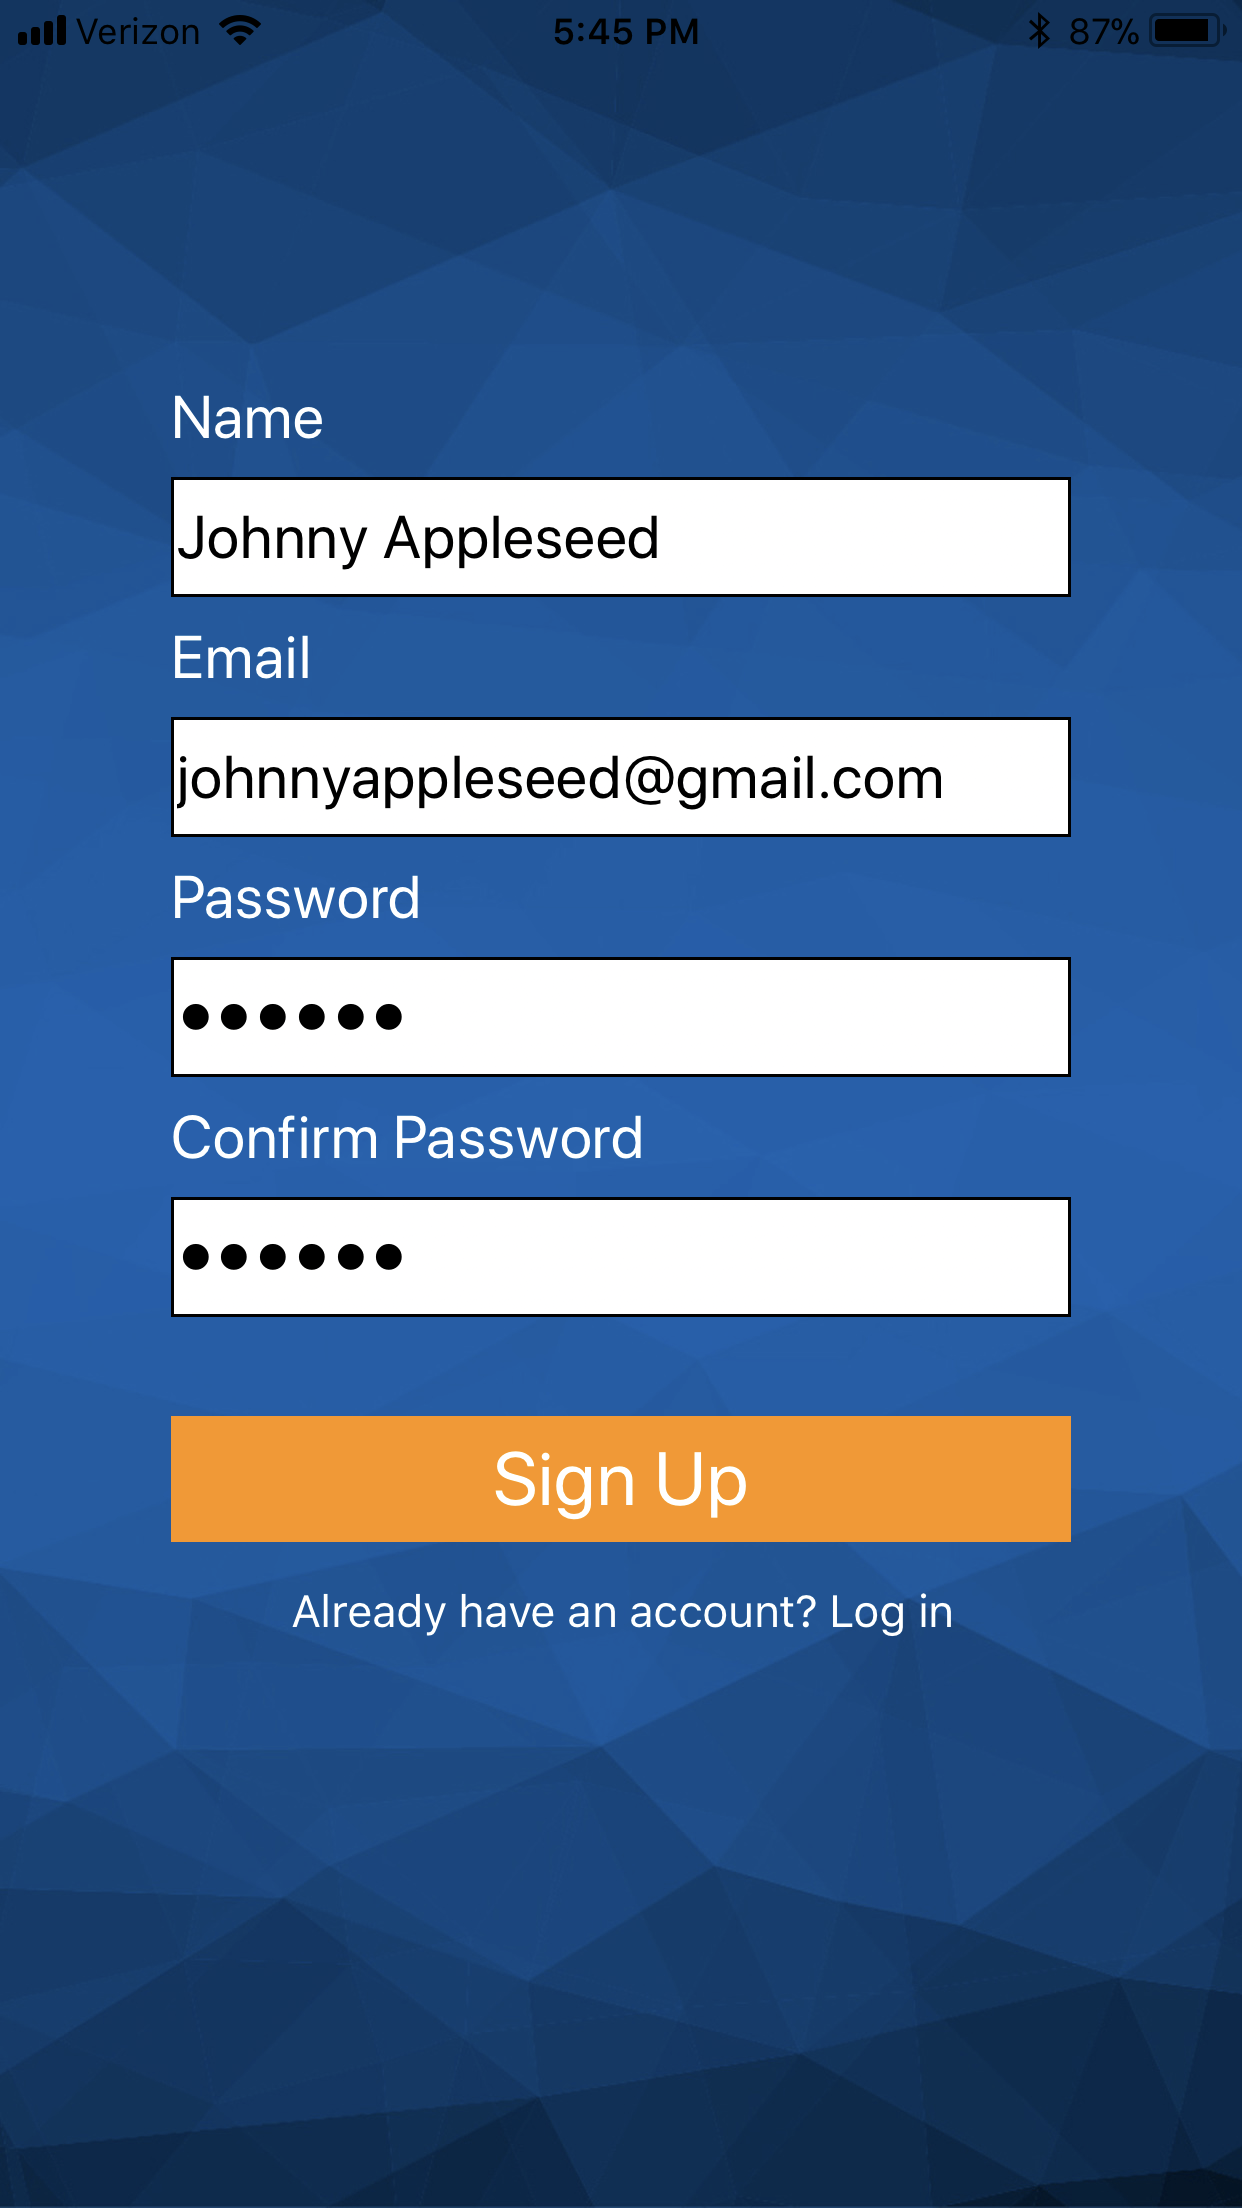 Verizon 5:45 PM 87%
Name
Johnny Appleseed
Email
johnnyappleseed@gmail.com
Password
••••••
Confirm Password
••••••
Sign Up
Already have an account? Log in